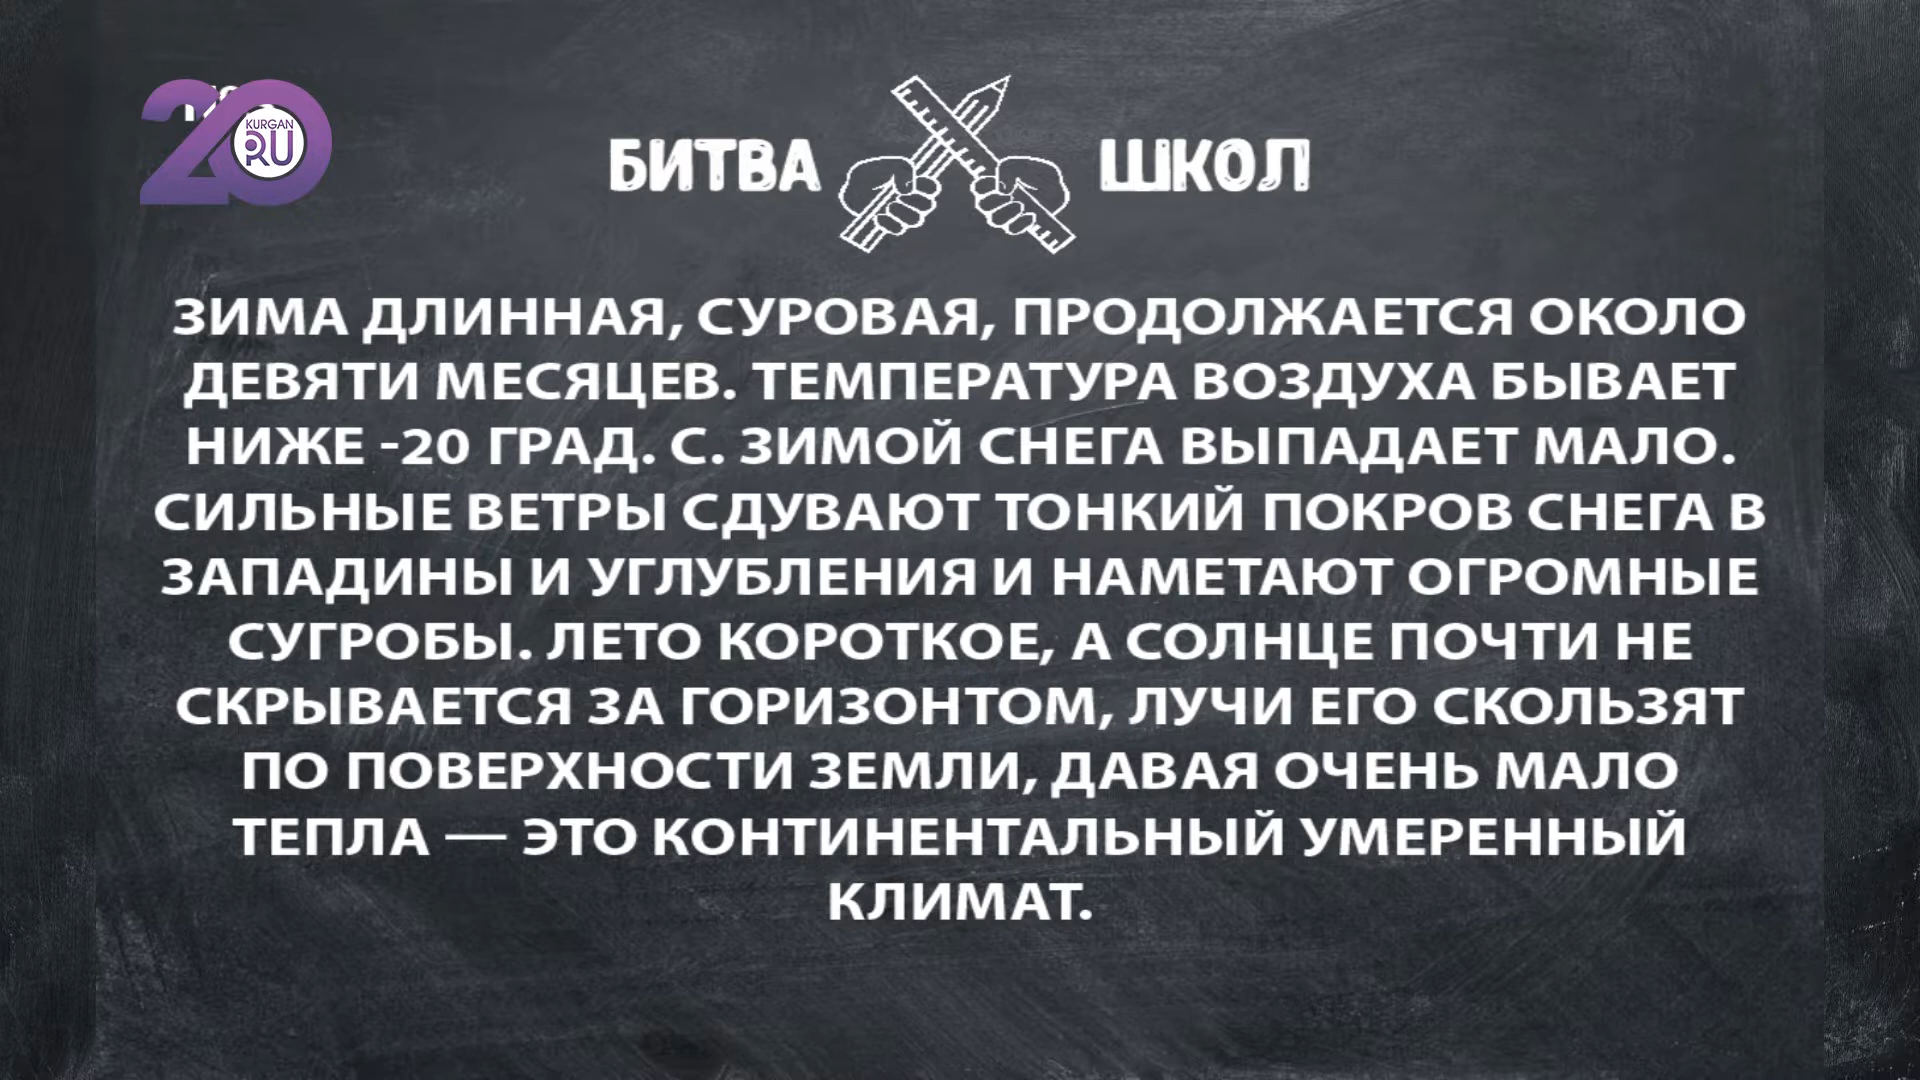 20
KURGAN
RU
БИТВА ШКОЛ
ЗИМА ДЛИННАЯ, СУРОВАЯ, ПРОДОЛЖАЕТСЯ ОКОЛО
ДЕВЯТИ МЕСЯЦЕВ. ТЕМПЕРАТУРА ВОЗДУХА БЫВАЕТ
НИЖЕ -20 ГРАД. С. ЗИМОЙ СНЕГА ВЫПАДАЕТ МАЛО.
СИЛЬНЫЕ ВЕТРЫ СДУВАЮТ ТОНКИЙ ПОКРОВ СНЕГА В
ЗАПАДИНЫ И УГЛУБЛЕНИЯ И НАМЕТАЮТ ОГРОМНЫЕ
СУГРОБЫ. ЛЕТО КОРОТКОЕ, А СОЛНЦЕ ПОЧТИ НЕ
СКРЫВАЕТСЯ ЗА ГОРИЗОНТОМ, ЛУЧИ ЕГО СКОЛЬЗЯТ
ПО ПОВЕРХНОСТИ ЗЕМЛИ, ДАВАЯ ОЧЕНЬ МАЛО
ТЕПЛА — ЭТО КОНТИНЕНТАЛЬНЫЙ УМЕРЕННЫЙ
КЛИМАТ.